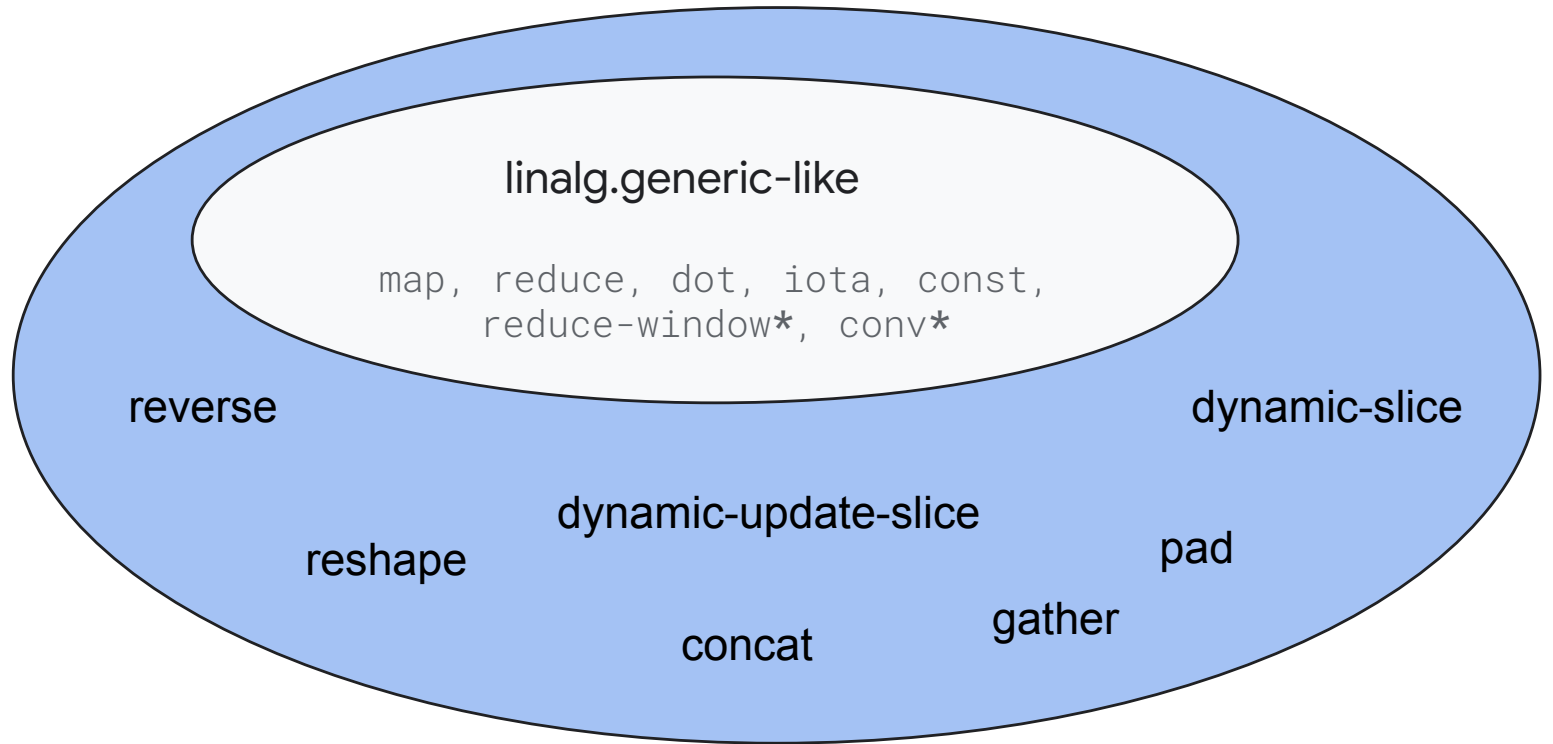 linalg.generic-like
map, reduce, dot, iota, const,
reduce-window*, conv*
reverse
dynamic-slice
dynamic-update-slice
reshape
pad
gather
concat